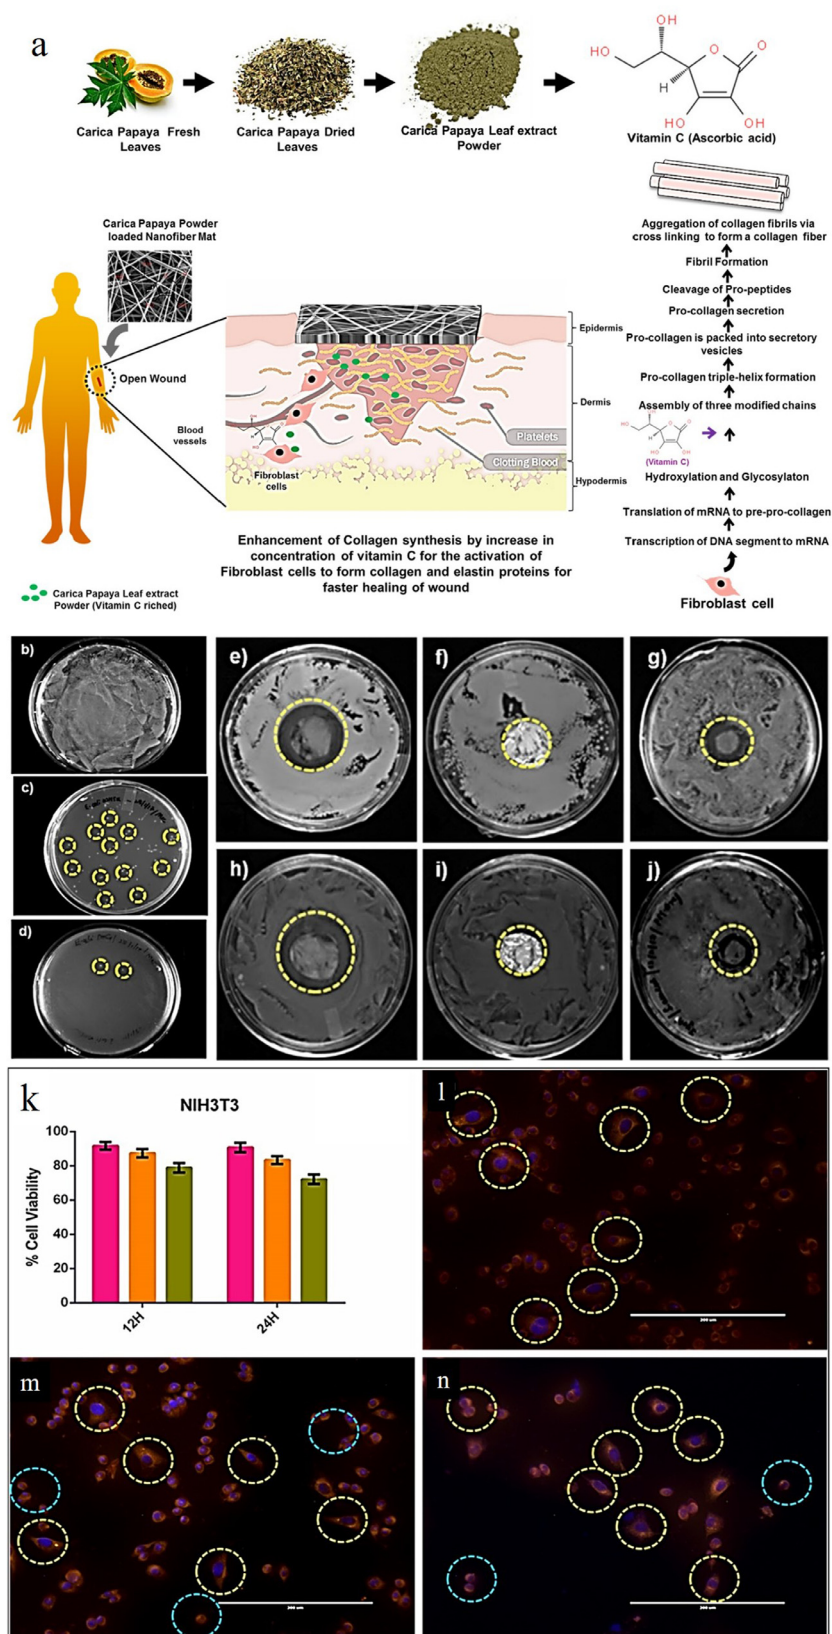 a
Carica Papaya Fresh
Leaves
Carica Papaya Dried
Leaves
Carica Papaya Leaf extract
Powder
HO
OH
HO
O
O
H
HO
OH
Vitamin C (Ascorbic acid)
Carica Papaya Powder
loaded Nanofiber Mat
Open Wound
Blood
vessels
Fibroblast
cells
Platelets
Clotting Blood
Epidermis
Dermis
Hypodermis
Enhancement of Collagen synthesis by increase in
concentration of vitamin C for the activation of
Fibroblast cells to form collagen and elastin proteins for
faster healing of wound
Carica Papaya Leaf extract
Powder (Vitamin C riched)
Aggregation of collagen fibrils via
cross linking to form a collagen fiber
Fibril Formation
Cleavage of Pro-peptides
Pro-collagen secretion
Pro-collagen is packed into secretory
vesicles
Pro-collagen triple-helix formation
Assembly of three modified chains
(Vitamin C)
Hydroxylation and Glycosylaton
Translation of mRNA to pre-pro-collagen
Transcription of DNA segment to mRNA
Fibroblast cell
b)
c)
d)
e)
f)
g)
h)
i)
j)
k
NIH3T3
% Cell Viability
100
80
60
40
20
0
12H
24H
l
200 um
m
200 um
n
200 um